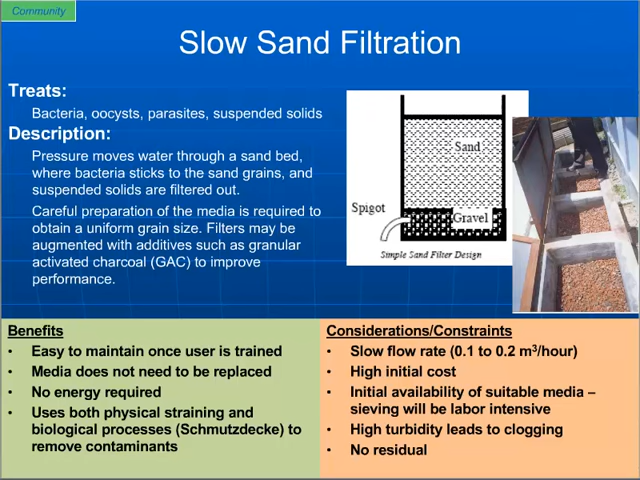 Community
Slow Sand Filtration
Treats:
Bacteria, oocysts, parasites, suspended solids
Description:
Pressure moves water through a sand bed,
where bacteria sticks to the sand grains, and
suspended solids are filtered out.
Careful preparation of the media is required to
obtain a uniform grain size. Filters may be
augmented with additives such as granular
activated charcoal (GAC) to improve
performance.
Sand
Spigot
Gravel
Simple Sand Filter Design
Benefits
• Easy to maintain once user is trained
• Media does not need to be replaced
• No energy required
• Uses both physical straining and
biological processes (Schmutzdecke) to
remove contaminants
Considerations/Constraints
• Slow flow rate (0.1 to 0.2 m³/hour)
• High initial cost
• Initial availability of suitable media –
sieving will be labor intensive
• High turbidity leads to clogging
• No residual